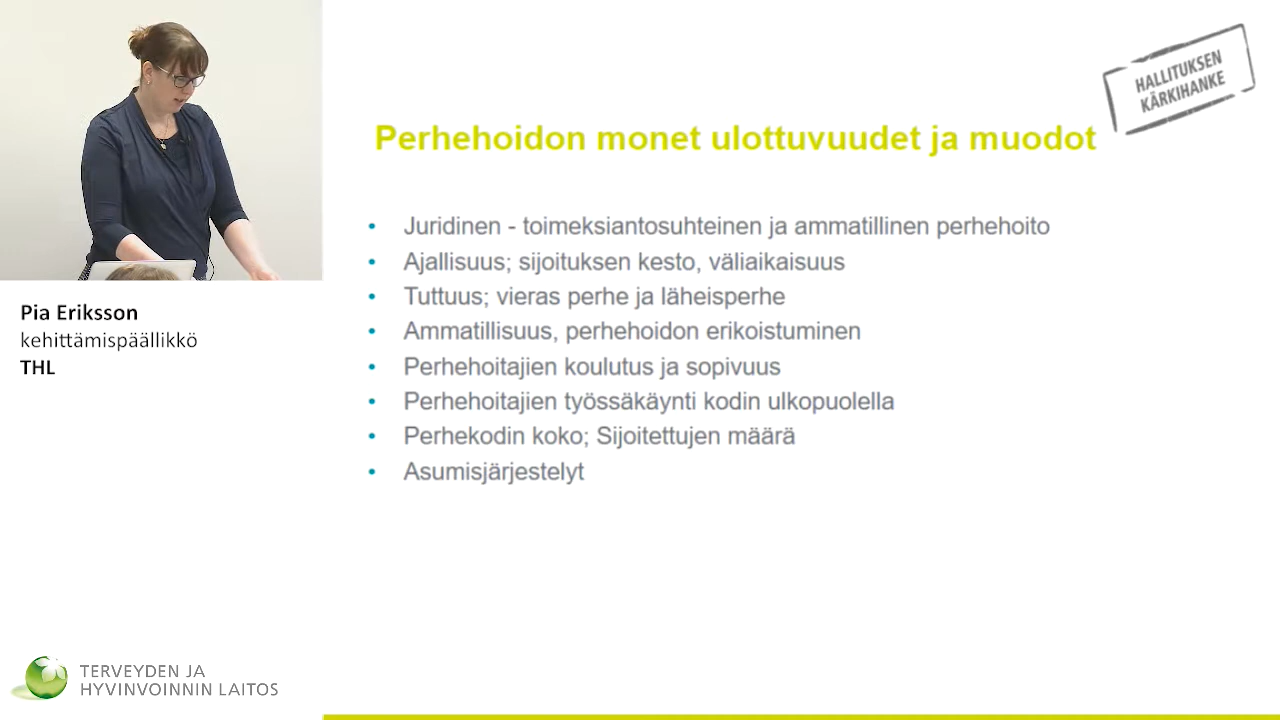 HALLITUKSEN
KÄRKIHANKE
Perhehoidon monet ulottuvuudet ja muodot
• Juridinen - toimeksiantosuhteinen ja ammatillinen perhehoito
• Ajallisuus; sijoituksen kesto, väliaikaisuus
• Tuttuus; vieras perhe ja läheisperhe
• Ammatillisuus, perhehoidon erikoistuminen
• Perhehoitajien koulutus ja sopivuus
• Perhehoitajien työssäkäynti kodin ulkopuolella
• Perhekodin koko; Sijoitettujen määrä
• Asumisjärjestelyt
Pia Eriksson
kehittämispäällikkö
THL
TERVEYDEN JA
HYVINVOINNIN LAITOS